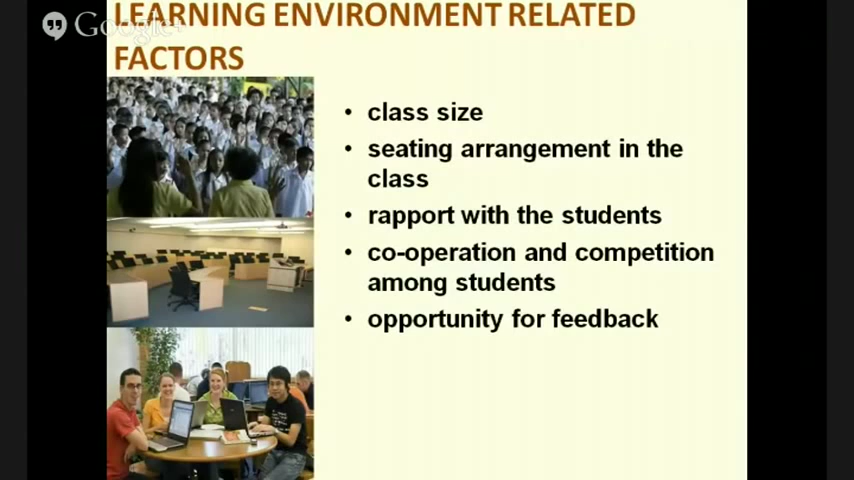 LEARNING ENVIRONMENT RELATED
Google+
FACTORS
• class size
• seating arrangement in the
class
• rapport with the students
• co-operation and competition
among students
• opportunity for feedback